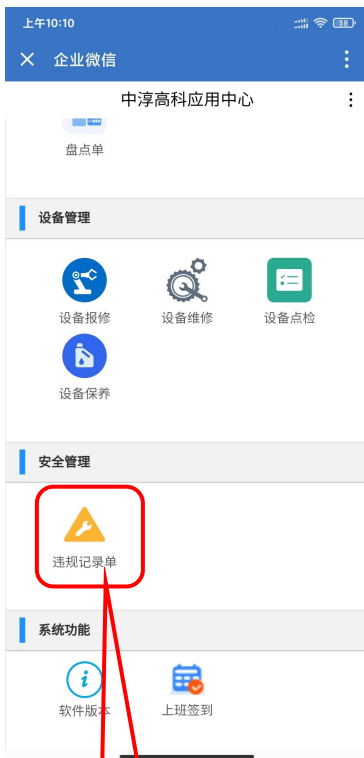 上午10:10
38
企业微信
中淳高科应用中心
盘点单
设备管理
设备报修 设备维修 设备点检
设备保养
安全管理
违规记录单
系统功能
软件版本 上班签到